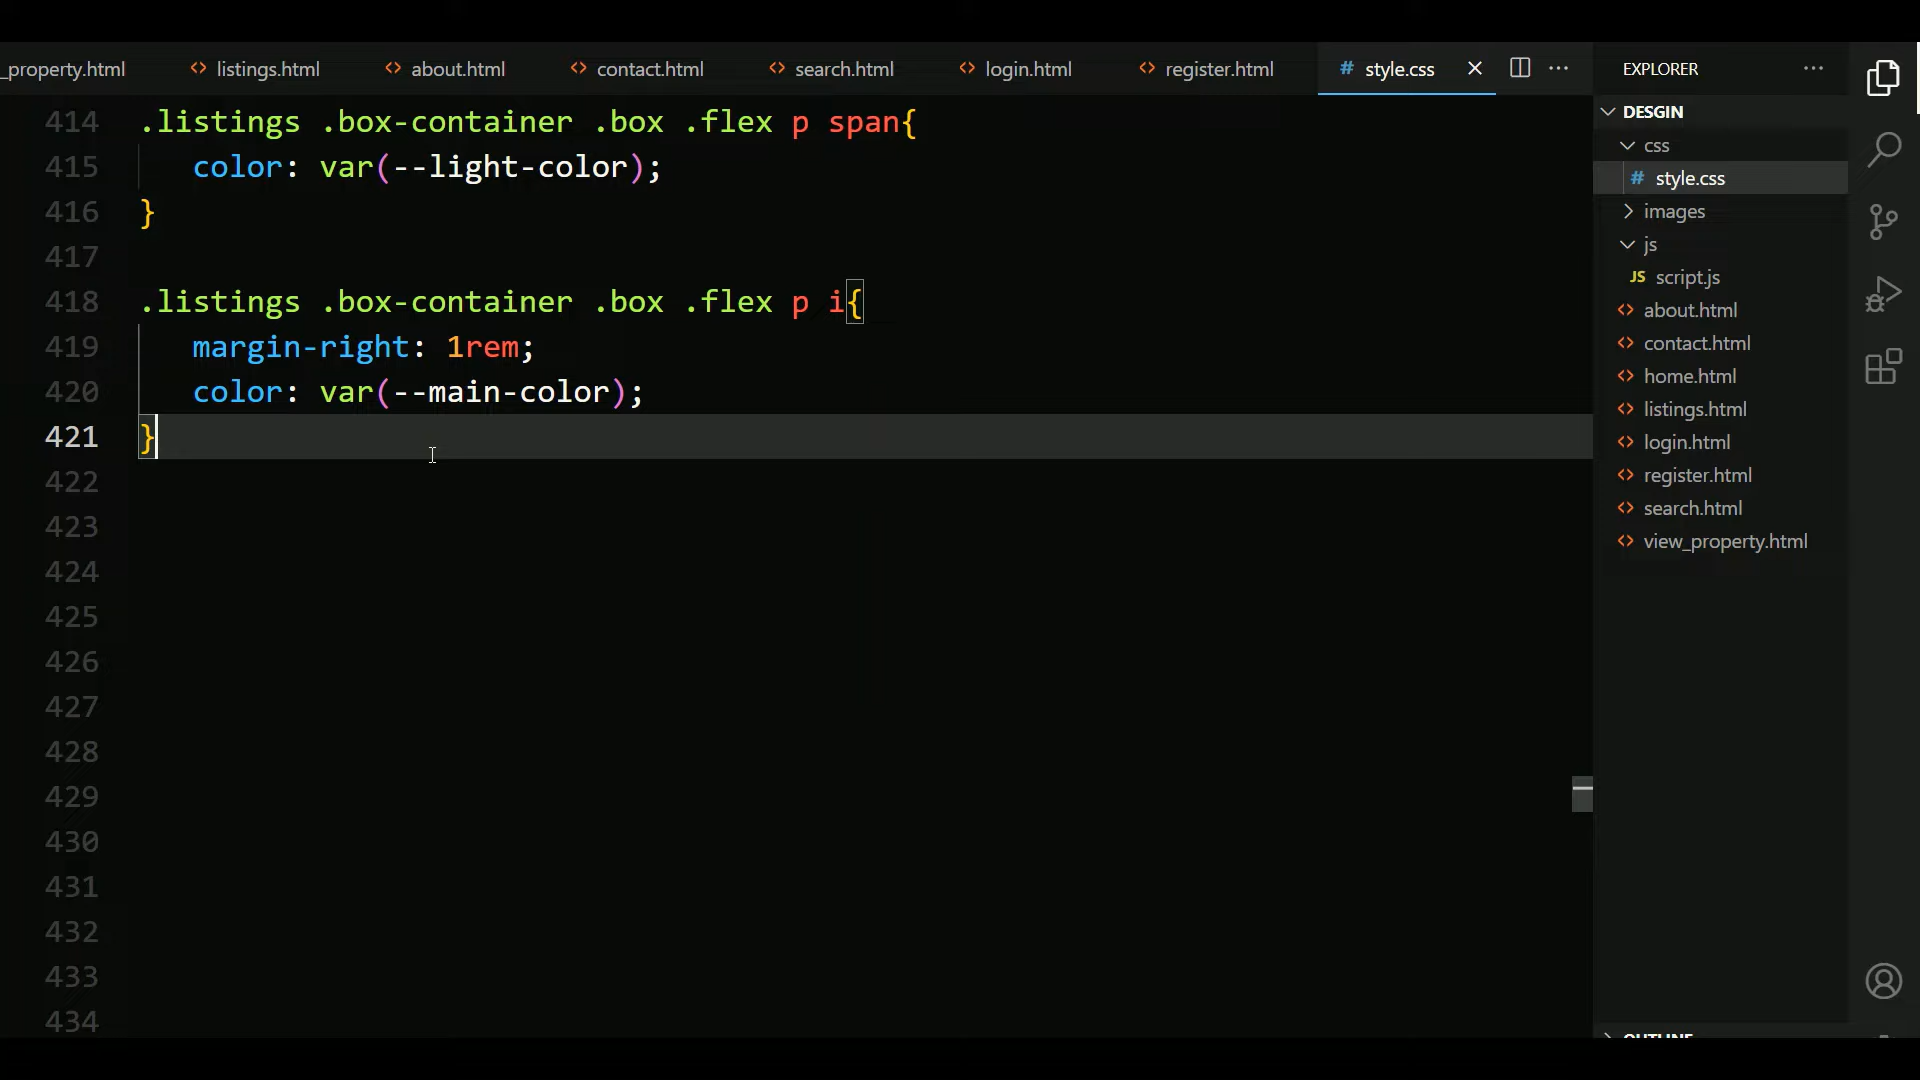 _property.html listings.html about.html contact.html search.html login.html register.html # style.css
EXPLORER
414 .listings .box-container .box .flex p span{
415 color: var(--light-color);
416 }
417
418 .listings .box-container .box .flex p i{
419 margin-right: 1rem;
420 color: var(--main-color);
421 }
422
423
424
425
426
427
428
429
430
431
432
433
434
DESGIN
css
# style.css
images
js
JS script.js
about.html
contact.html
home.html
listings.html
login.html
register.html
search.html
view_property.html
OUTLINE